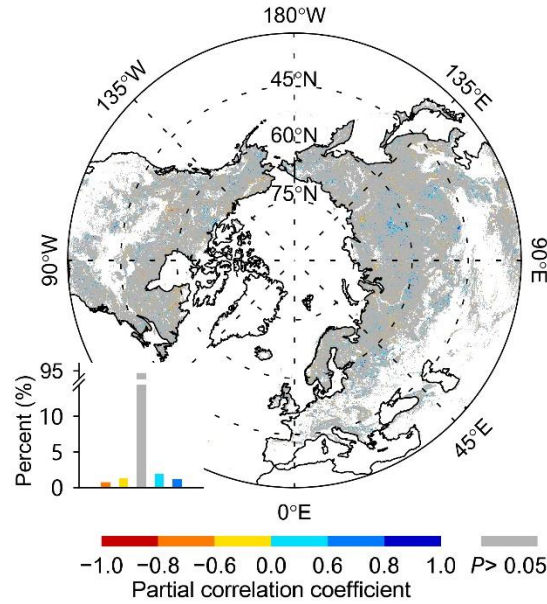 180°W
135°W
45°N
135°E
60°N
75°N
90°W
90°E
95
10
5
0
Percent (%)
45°E
0°E
−1.0 −0.8 −0.6 0.0 0.6 0.8 1.0 P> 0.05
Partial correlation coefficient